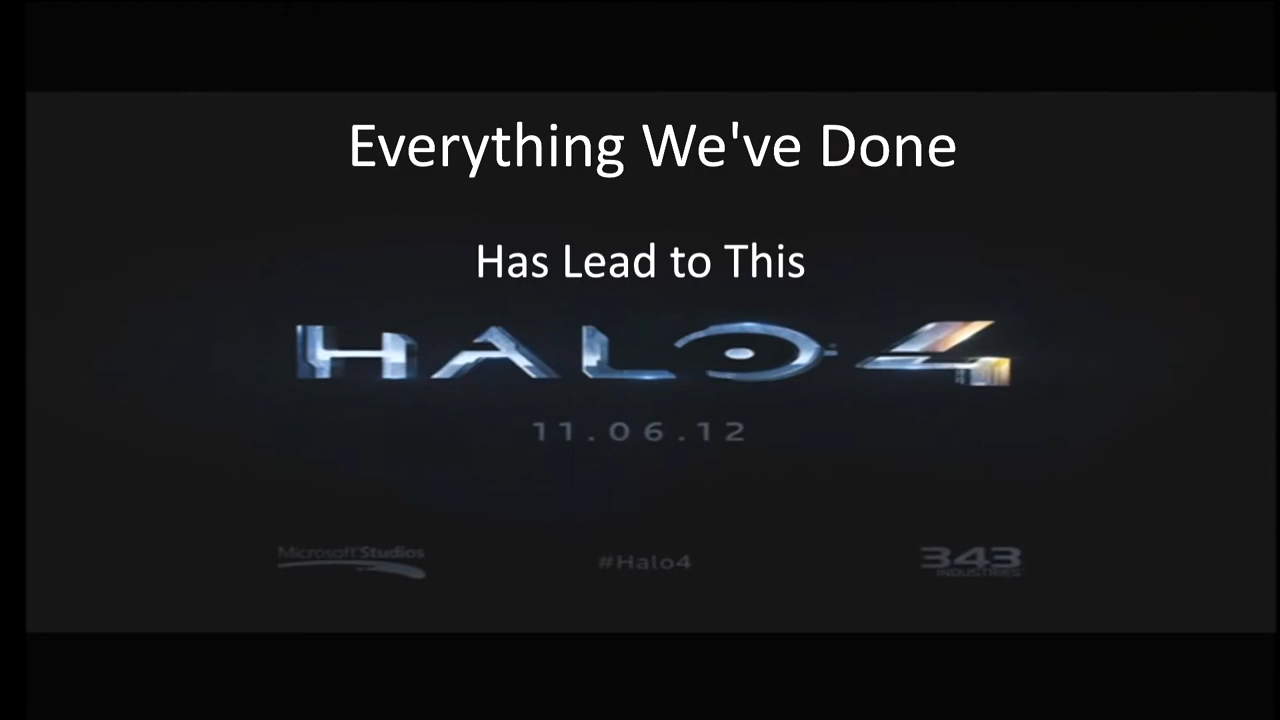 Everything We've Done
Has Lead to This
HALO 4
11.06.12
Microsoft Studios
#Halo4
343
INDUSTRIES